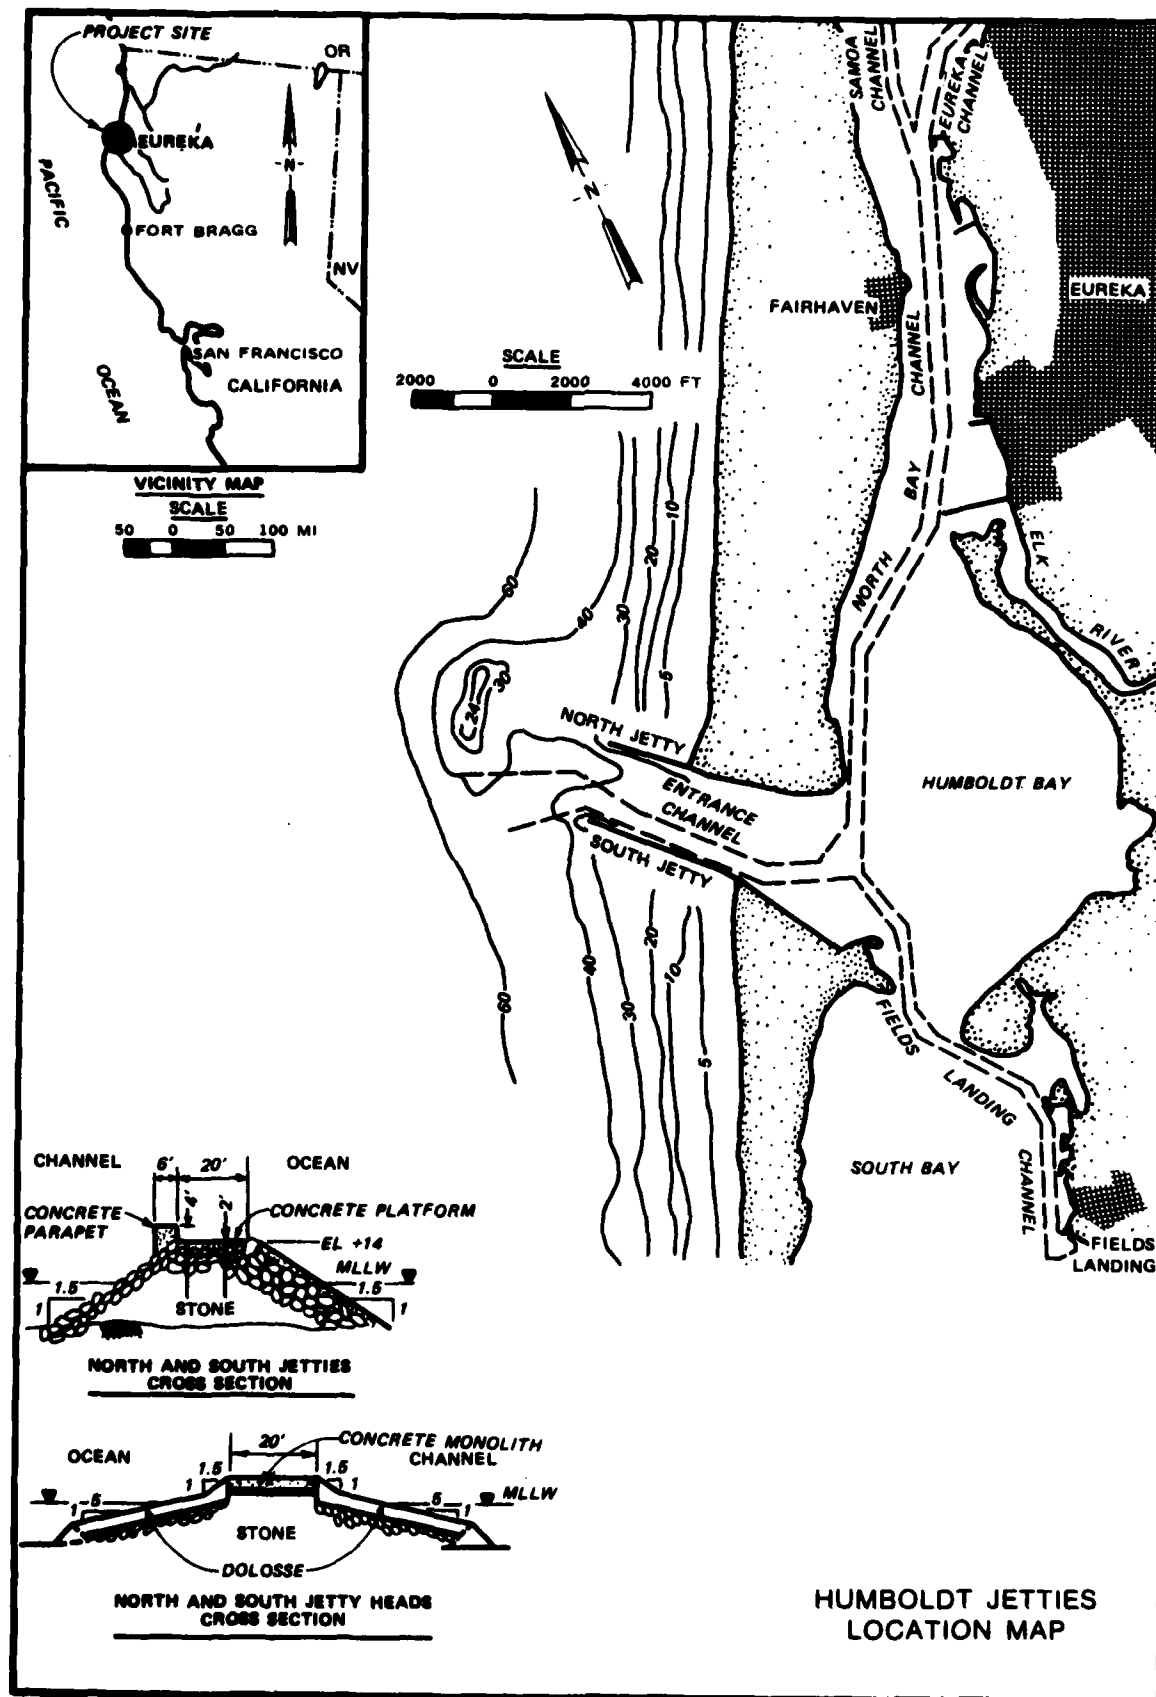 PROJECT SITE
OR
EUREKA
N
PACIFIC
FORT BRAGG
NV
SAN FRANCISCO
CALIFORNIA
OCEAN
VICINITY MAP
SCALE
50 0 50 100 MI
SAMOA
CHANNEL
EUREKA
CHANNEL
N
EUREKA
FAIRHAVEN
SCALE
2000 0 2000 4000 FT
NORTH BAY CHANNEL
ELK RIVER
60
40
30
20
10
5
30
24
NORTH JETTY
ENTRANCE
CHANNEL
SOUTH JETTY
HUMBOLDT BAY
60
40
30
20
10
5
FIELDS LANDING CHANNEL
SOUTH BAY
FIELDS
LANDING
CHANNEL 6' 20' OCEAN
4' 2'
CONCRETE
PARAPET
CONCRETE PLATFORM
EL +14
MLLW
1.5
1
STONE
1.5
1
NORTH AND SOUTH JETTIES
CROSS SECTION
OCEAN
20'
CONCRETE MONOLITH
CHANNEL
1.5
1
1.5
1
1 5
5 1
MLLW
STONE
DOLOSSE
NORTH AND SOUTH JETTY HEADS
CROSS SECTION
HUMBOLDT JETTIES
LOCATION MAP